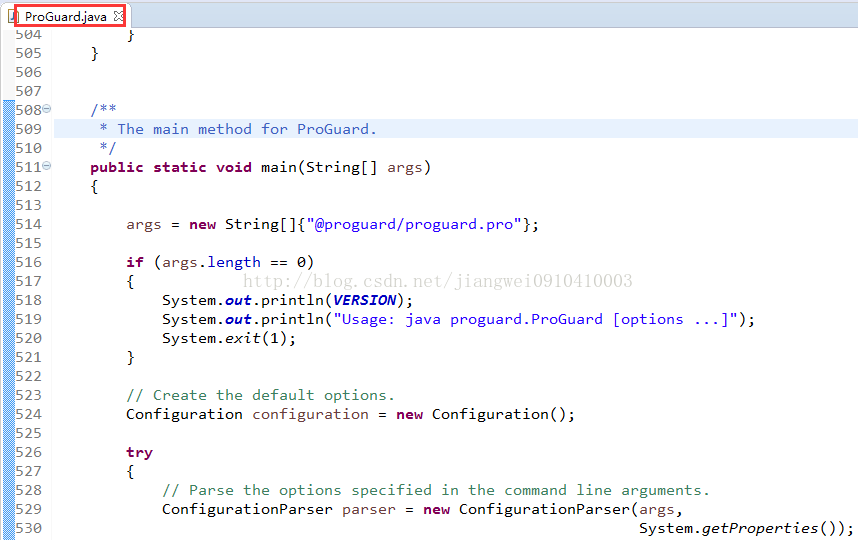 ProGuard.java
504 }
505 }
506
507
508 /**
509 * The main method for ProGuard.
510 */
511 public static void main(String[] args)
512 {
513
514 args = new String[]{"@proguard/proguard.pro"};
515
516 if (args.length == 0)
517 {
http://blog.csdn.net/jiangwei0910410003
518 System.out.println(VERSION);
519 System.out.println("Usage: java proguard.ProGuard [options ...]");
520 System.exit(1);
521 }
522
523 // Create the default options.
524 Configuration configuration = new Configuration();
525
526 try
527 {
528 // Parse the options specified in the command line arguments.
529 ConfigurationParser parser = new ConfigurationParser(args,
530 System.getProperties());